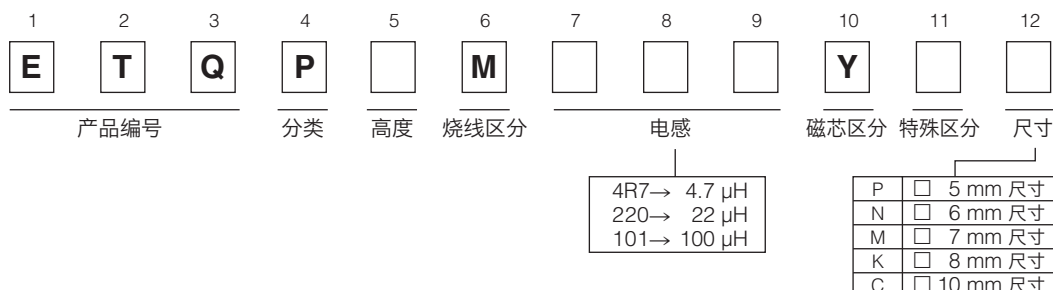 1 2 3 4 5 6 7 8 9 10 11 12
E T Q P M Y
产品编号 分类 高度 烧线区分 电感 磁芯区分 特殊区分 尺寸
4R7→ 4.7 µH
220→ 22 µH
101→ 100 µH
P □ 5 mm 尺寸
N □ 6 mm 尺寸
M □ 7 mm 尺寸
K □ 8 mm 尺寸
C □ 10 mm 尺寸